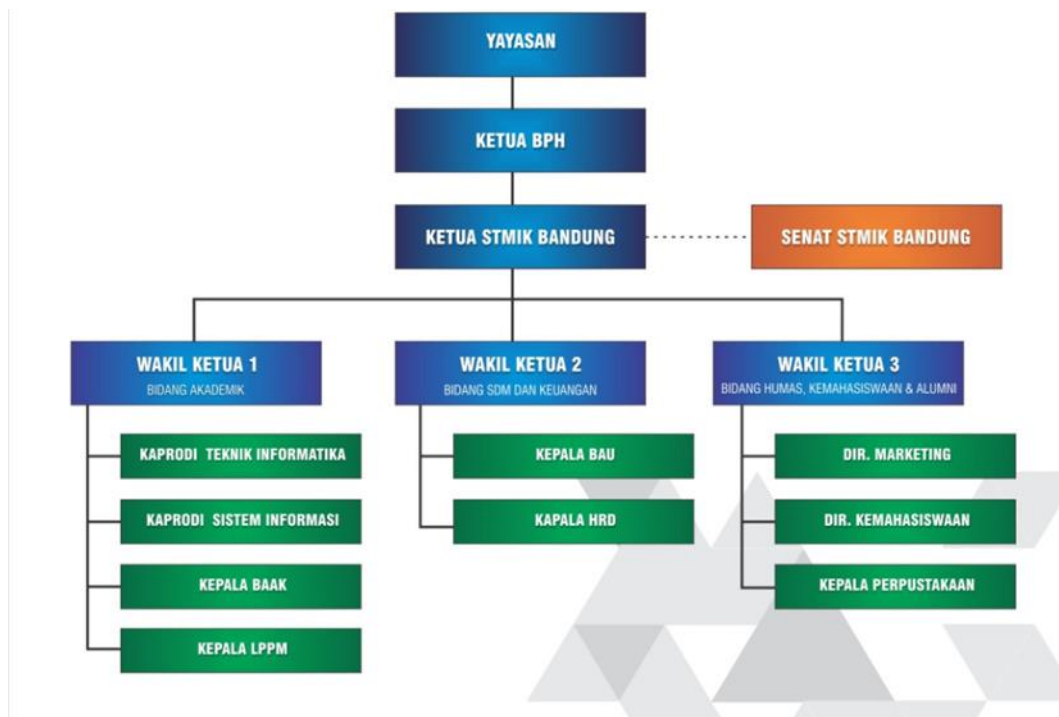 YAYASAN
KETUA BPH
KETUA STMIK BANDUNG
SENAT STMIK BANDUNG
WAKIL KETUA 1
BIDANG AKADEMIK
KAPRODI TEKNIK INFORMATIKA
KAPRODI SISTEM INFORMASI
KEPALA BAAK
KEPALA LPPM
WAKIL KETUA 2
BIDANG SDM DAN KEUANGAN
KEPALA BAU
KAPALA HRD
WAKIL KETUA 3
BIDANG HUMAS, KEMAHASISWAAN & ALUMNI
DIR. MARKETING
DIR. KEMAHASISWAAN
KEPALA PERPUSTAKAAN